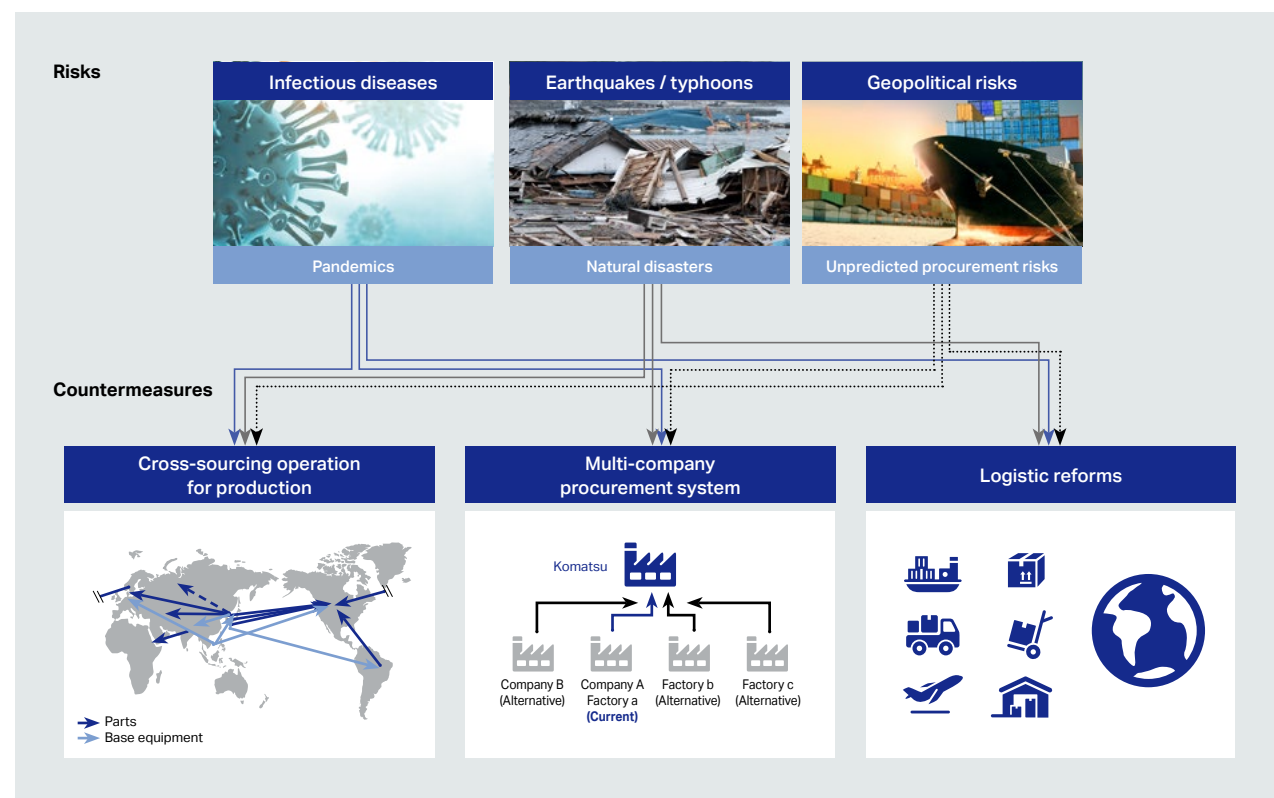 Risks
Infectious diseases
Earthquakes / typhoons
Geopolitical risks
Pandemics
Natural disasters
Unpredicted procurement risks
Countermeasures
Cross-sourcing operation
for production
Multi-company
procurement system
Logistic reforms
Parts
Base equipment
Komatsu
Company B
(Alternative)
Company A
Factory a
(Current)
Factory b
(Alternative)
Factory c
(Alternative)